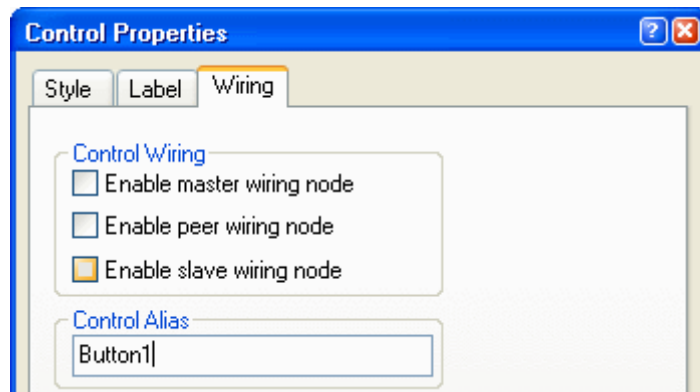 Control Properties
Style Label Wiring
Control Wiring
Enable master wiring node
Enable peer wiring node
Enable slave wiring node
Control Alias
Button1